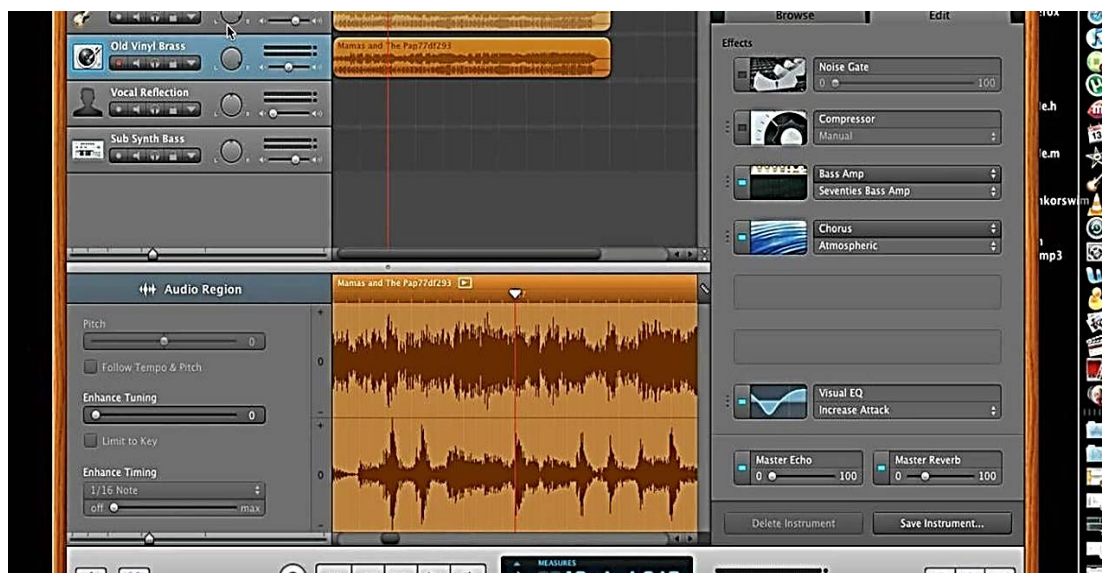 Browse
Edit
Old Vinyl Brass
Mamas and The Pap77df293
Effects
Noise Gate
0
100
Vocal Reflection
Compressor
Manual
Sub Synth Bass
Bass Amp
Seventies Bass Amp
Chorus
Atmospheric
le.h
le.m
nkorswim
mp3
Audio Region
Mamas and The Pap77df293
Pitch
0
Follow Tempo & Pitch
Enhance Tuning
0
Limit to Key
Enhance Timing
1/16 Note
off
max
+
0
-
+
0
-
Visual EQ
Increase Attack
Master Echo
0
100
Master Reverb
0
100
Delete Instrument
Save Instrument...
MEASURES